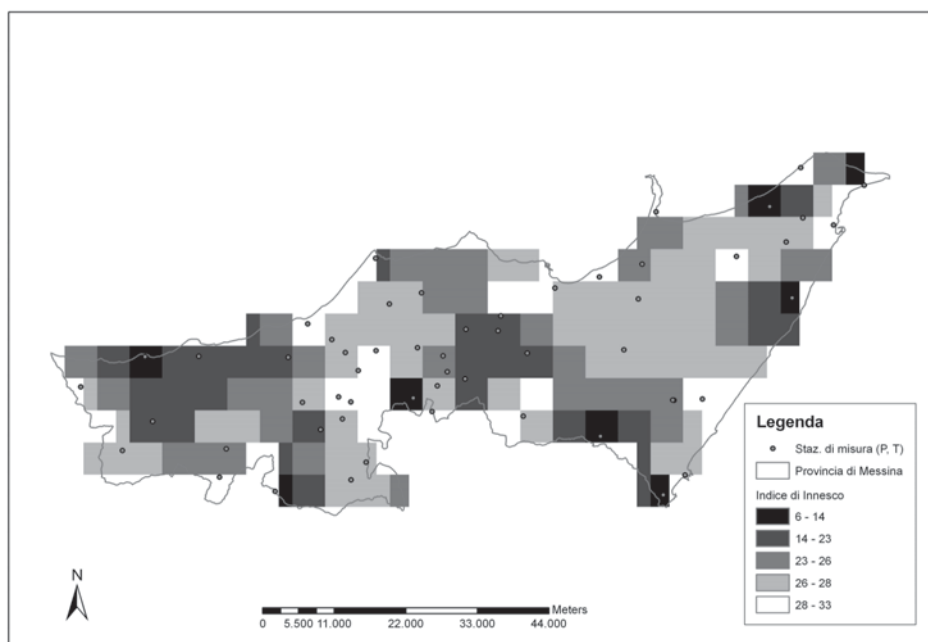 Legenda
Staz. di misura (P, T)
Provincia di Messina
Indice di Innesco
6 - 14
14 - 23
23 - 26
26 - 28
28 - 33
N
Meters
0 5.500 11.000 22.000 33.000 44.000